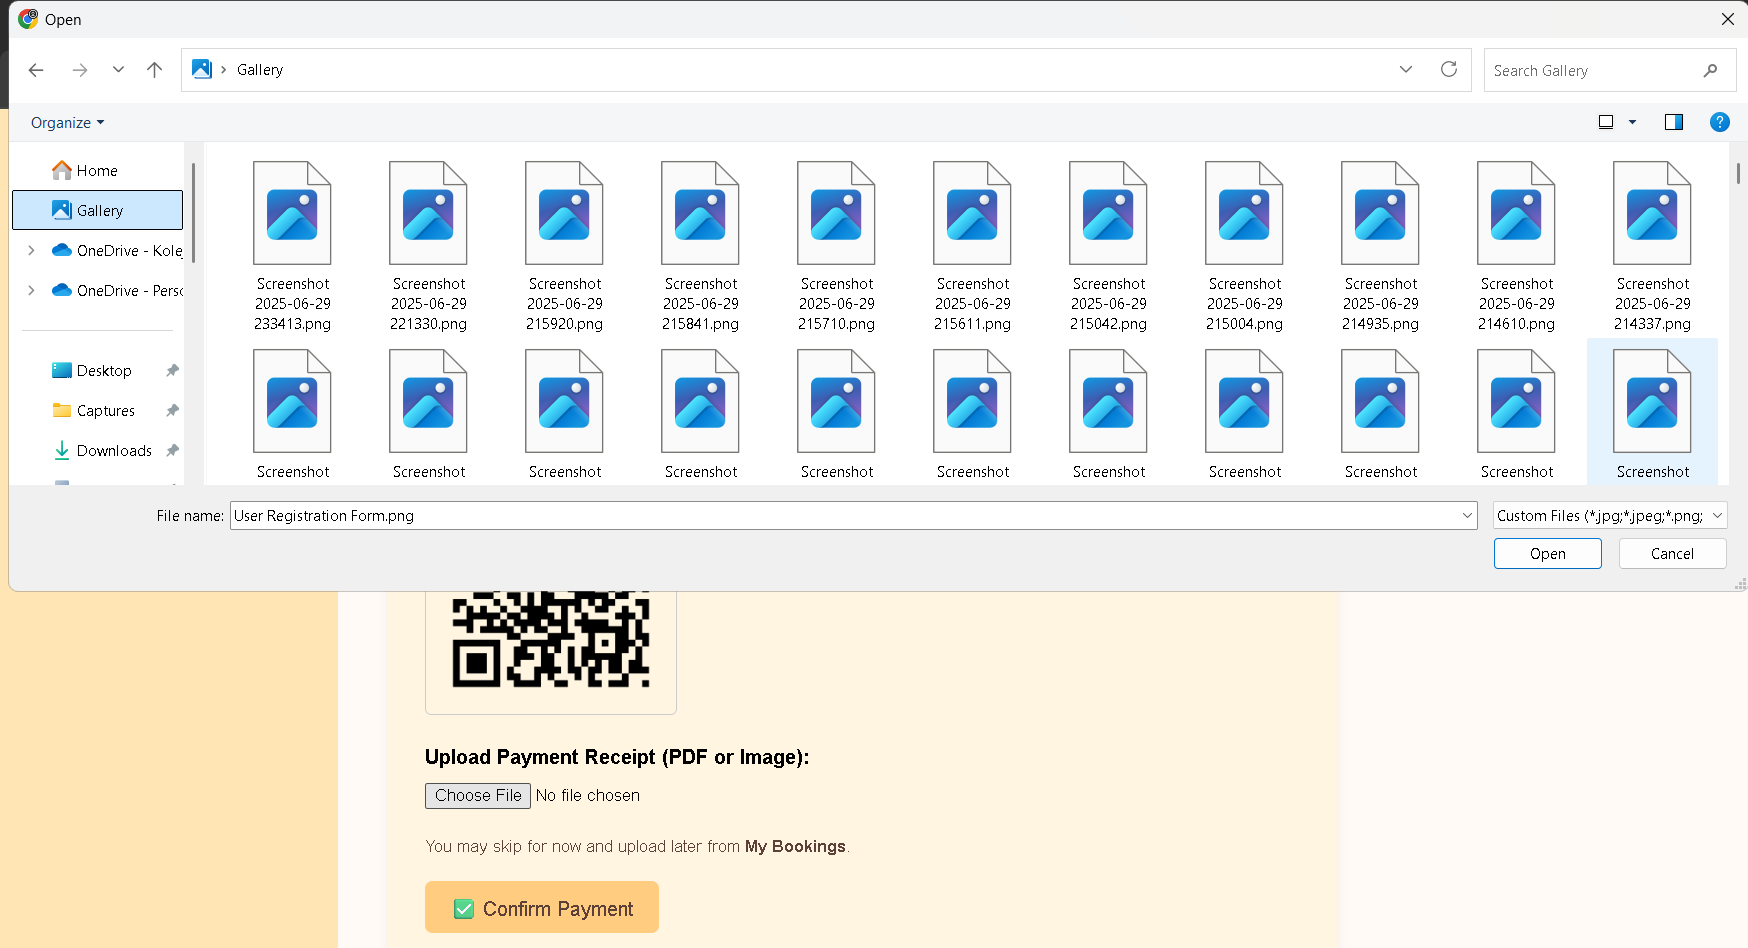 Open
Gallery
Search Gallery
Organize
Home
Gallery
OneDrive - Kole
OneDrive - Perso
Desktop
Captures
Downloads
Screenshot 2025-06-29 233413.png
Screenshot 2025-06-29 221330.png
Screenshot 2025-06-29 215920.png
Screenshot 2025-06-29 215841.png
Screenshot 2025-06-29 215710.png
Screenshot 2025-06-29 215611.png
Screenshot 2025-06-29 215042.png
Screenshot 2025-06-29 215004.png
Screenshot 2025-06-29 214935.png
Screenshot 2025-06-29 214610.png
Screenshot 2025-06-29 214337.png
Screenshot
Screenshot
Screenshot
Screenshot
Screenshot
Screenshot
Screenshot
Screenshot
Screenshot
Screenshot
Screenshot
File name: User Registration Form.png
Custom Files (*.jpg;*.jpeg;*.png;
Open
Cancel
Upload Payment Receipt (PDF or Image):
Choose File No file chosen
You may skip for now and upload later from My Bookings.
✅ Confirm Payment